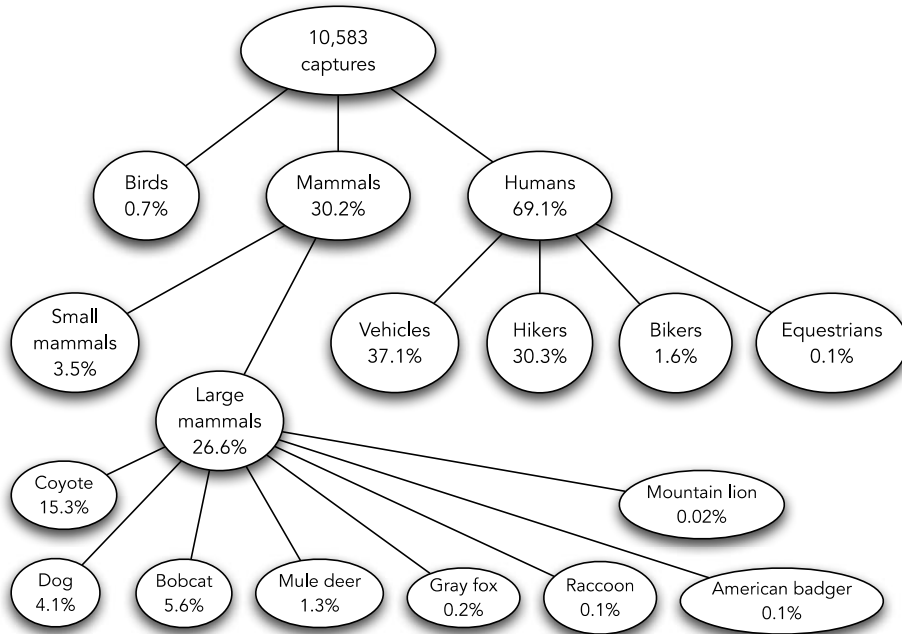 10,583
captures
Birds
0.7%
Mammals
30.2%
Humans
69.1%
Small
mammals
3.5%
Vehicles
37.1%
Hikers
30.3%
Bikers
1.6%
Equestrians
0.1%
Large
mammals
26.6%
Coyote
15.3%
Mountain lion
0.02%
Dog
4.1%
Bobcat
5.6%
Mule deer
1.3%
Gray fox
0.2%
Raccoon
0.1%
American badger
0.1%